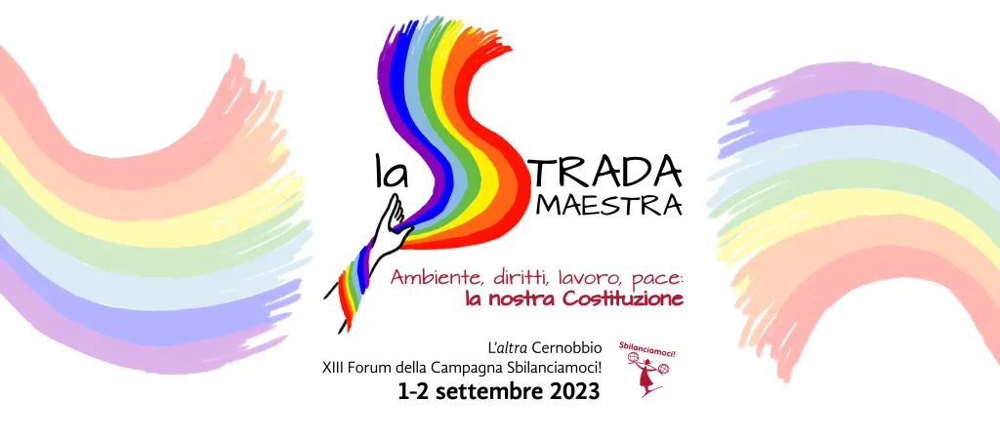 la STRADA
MAESTRA
Ambiente, diritti, lavoro, pace:
la nostra Costituzione
L'altra Cernobbio
XIII Forum della Campagna Sbilanciamoci!
1-2 settembre 2023
Sbilanciamoci!